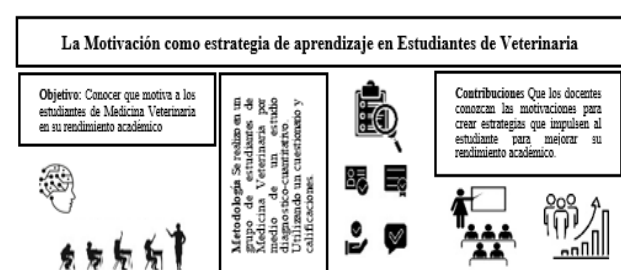 La Motivación como estrategia de aprendizaje en Estudiantes de Veterinaria
Objetivo: Conocer que motiva a los
estudiantes de Medicina Veterinaria
en su rendimiento académico
Metodología Se realizo en un
grupo de estudiantes de
Medicina Veterinaria por
medio de un estudio
diagnostico-cuantitativo.
Utilizando un cuestionario y
calificaciones.
Contribuciones Que los docentes
conozcan las motivaciones para
crear estrategias que impulsen al
estudiante para mejorar su
rendimiento académico.